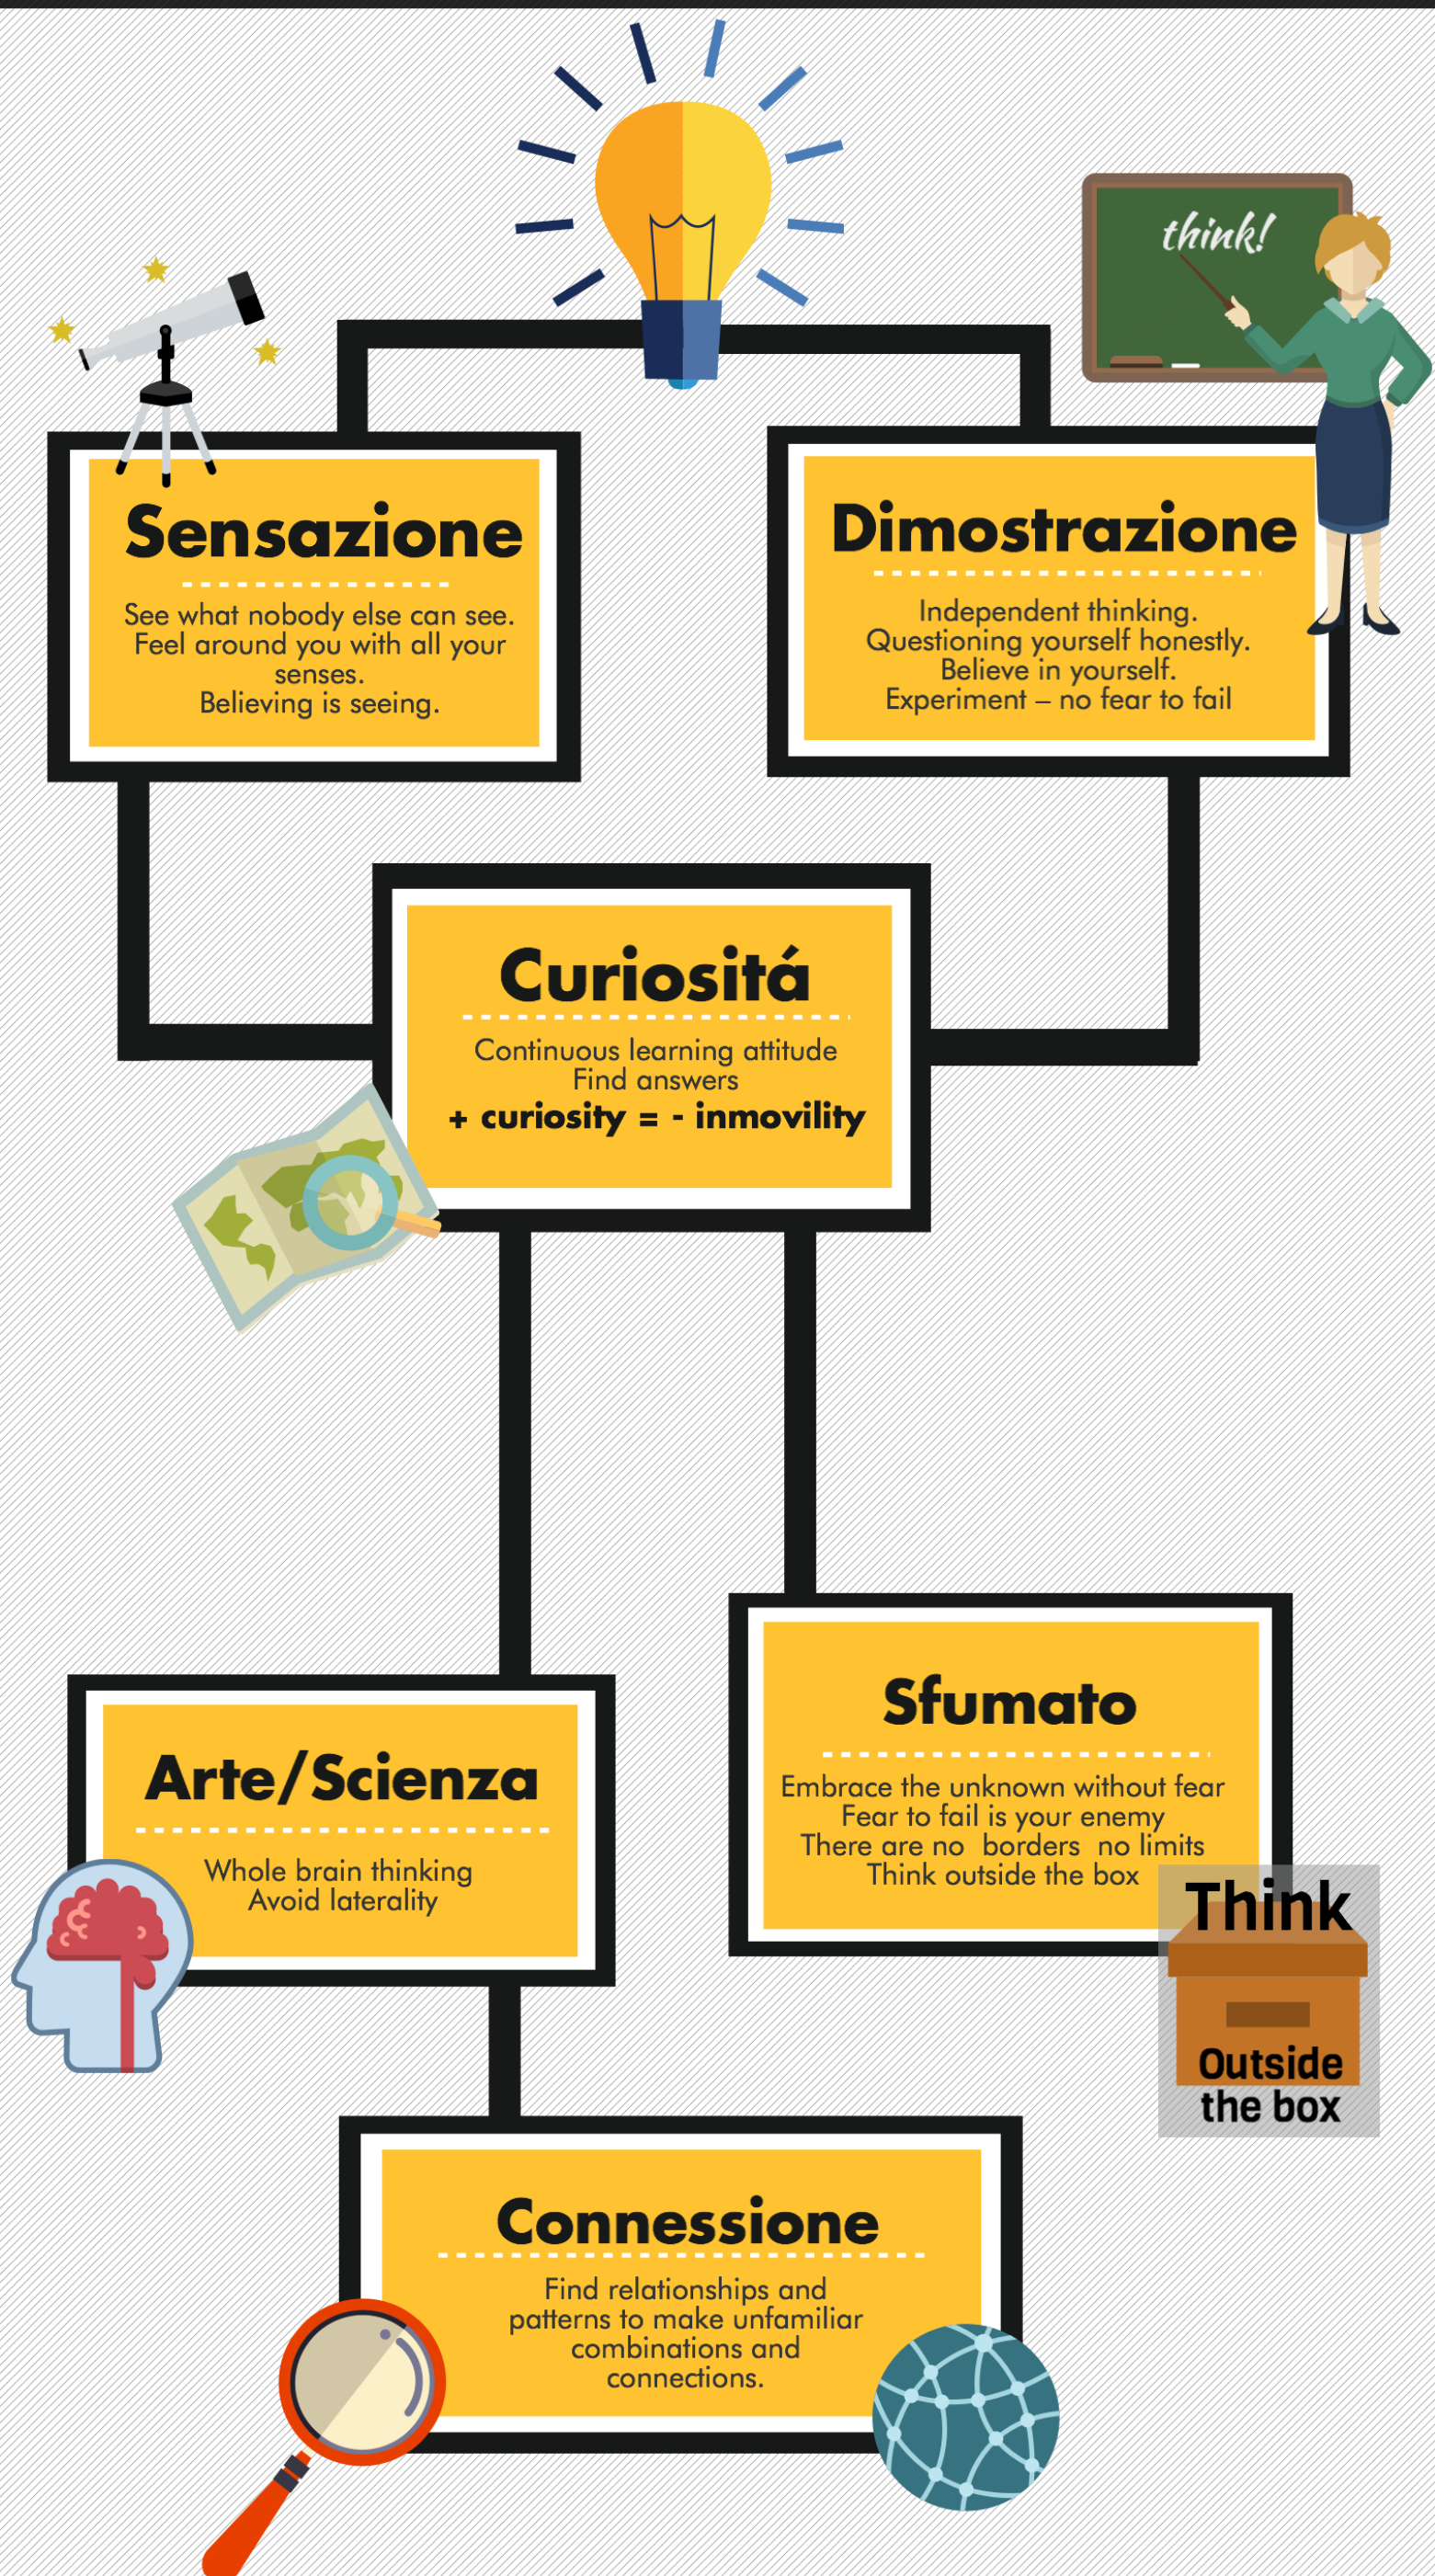 think!
Sensazione
See what nobody else can see.
Feel around you with all your
senses.
Believing is seeing.
Dimostrazione
Independent thinking.
Questioning yourself honestly.
Believe in yourself.
Experiment – no fear to fail
Curiositá
Continuous learning attitude
Find answers
+ curiosity = - inmovility
Arte/Scienza
Whole brain thinking
Avoid laterality
Sfumato
Embrace the unknown without fear
Fear to fail is your enemy
There are no borders no limits
Think outside the box
Think
Outside
the box
Connessione
Find relationships and
patterns to make unfamiliar
combinations and
connections.